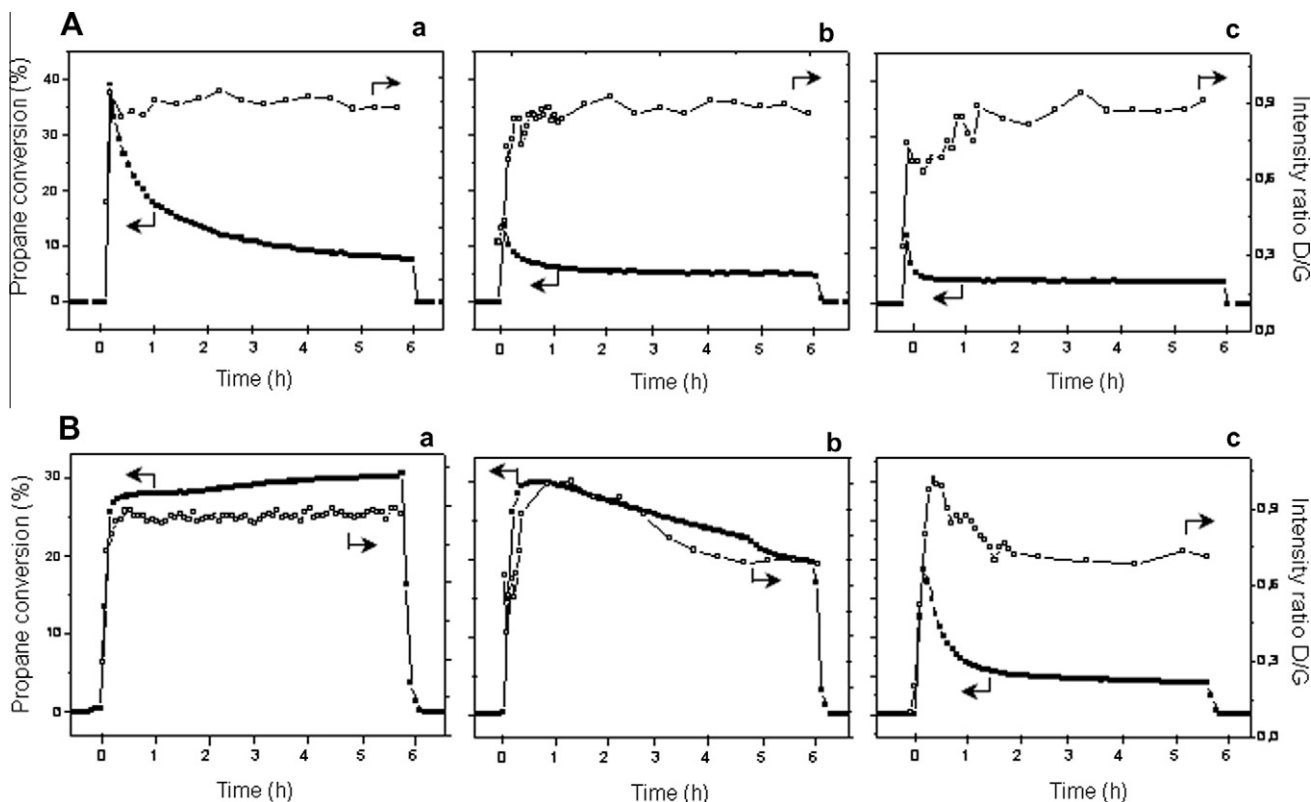 A
a
b
c
Propane conversion (%)
40
30
20
10
0
0 1 2 3 4 5 6
Time (h)
0 1 2 3 4 5 6
Time (h)
0 1 2 3 4 5 6
Time (h)
0,9
0,6
0,3
0,0
Intensity ratio D/G
B
a
b
c
Propane conversion (%)
30
20
10
0
0 1 2 3 4 5 6
Time (h)
0 1 2 3 4 5 6
Time (h)
0 1 2 3 4 5 6
Time (h)
0,9
0,6
0,3
0,0
Intensity ratio D/G